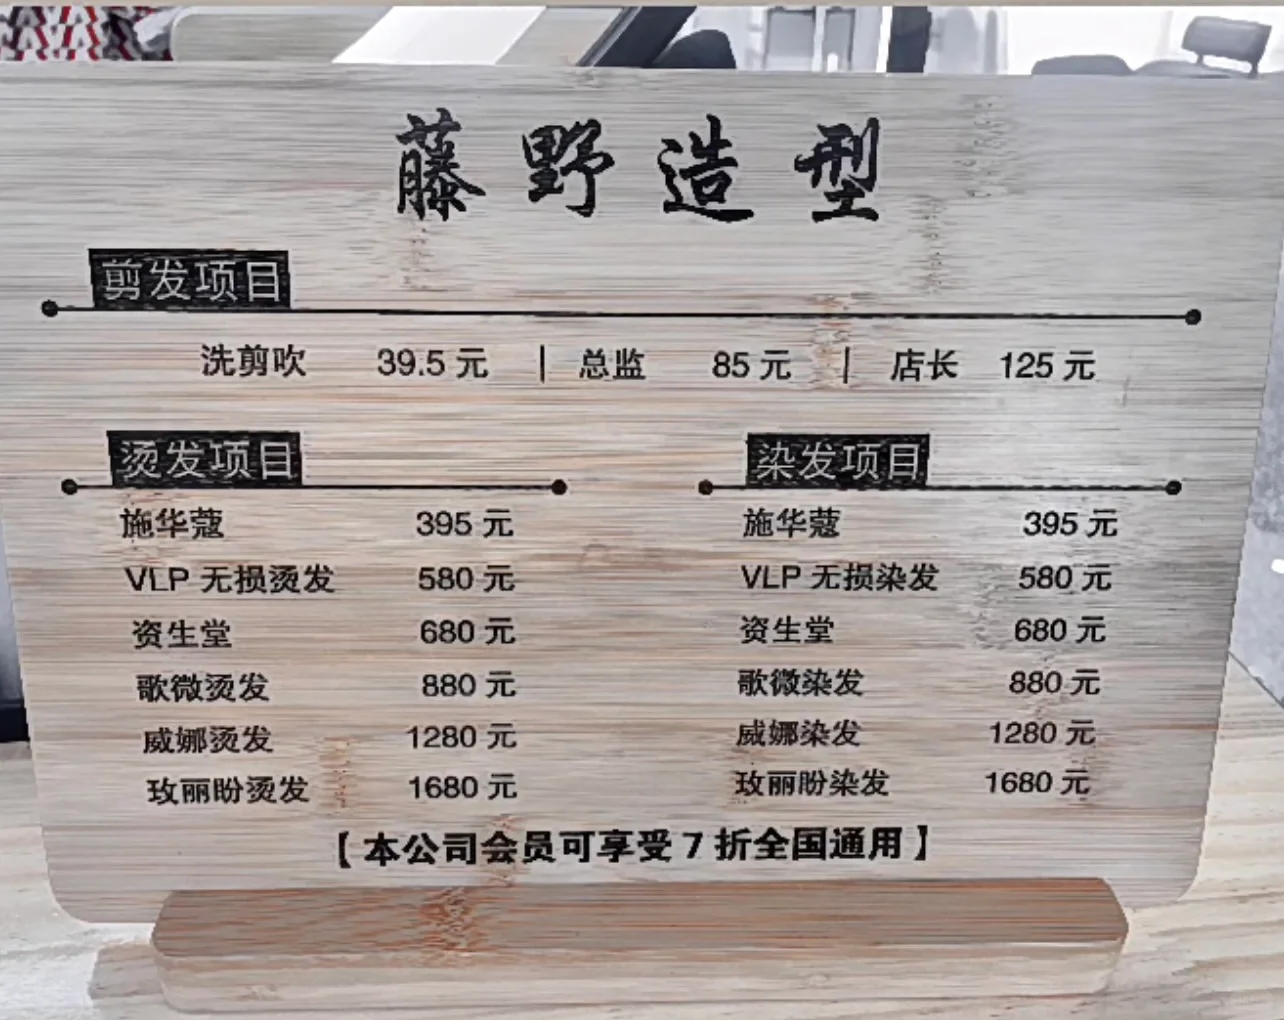 藤野造型
剪发项目
洗剪吹 39.5 元 | 总监 85 元 | 店长 125 元
烫发项目
施华蔻 395 元
VLP 无损烫发 580 元
资生堂 680 元
歌微烫发 880 元
威娜烫发 1280 元
玫丽盼烫发 1680 元
染发项目
施华蔻 395 元
VLP 无损染发 580 元
资生堂 680 元
歌微染发 880 元
威娜染发 1280 元
玫丽盼染发 1680 元
【本公司会员可享受 7 折全国通用】